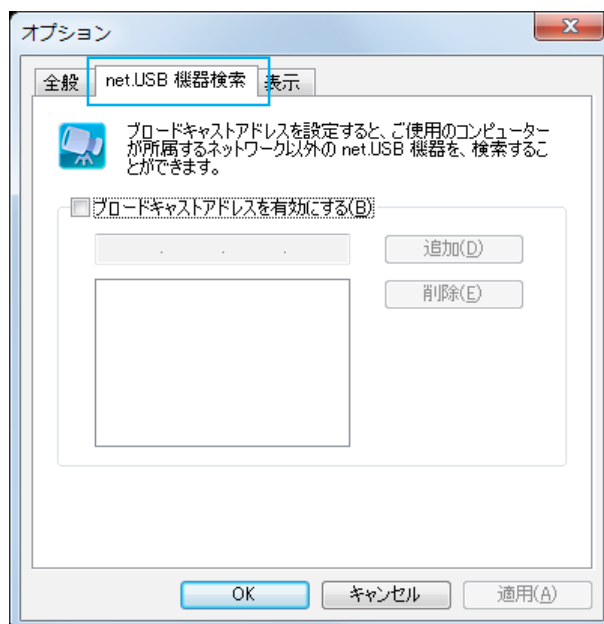 オプション
全般 net.USB 機器検索 表示
ブロードキャストアドレスを設定すると、ご使用のコンピューター
が所属するネットワーク以外の net.USB 機器を、検索するこ
とができます。
ブロードキャストアドレスを有効にする(B)
. . .
追加(D)
削除(E)
OK キャンセル 適用(A)